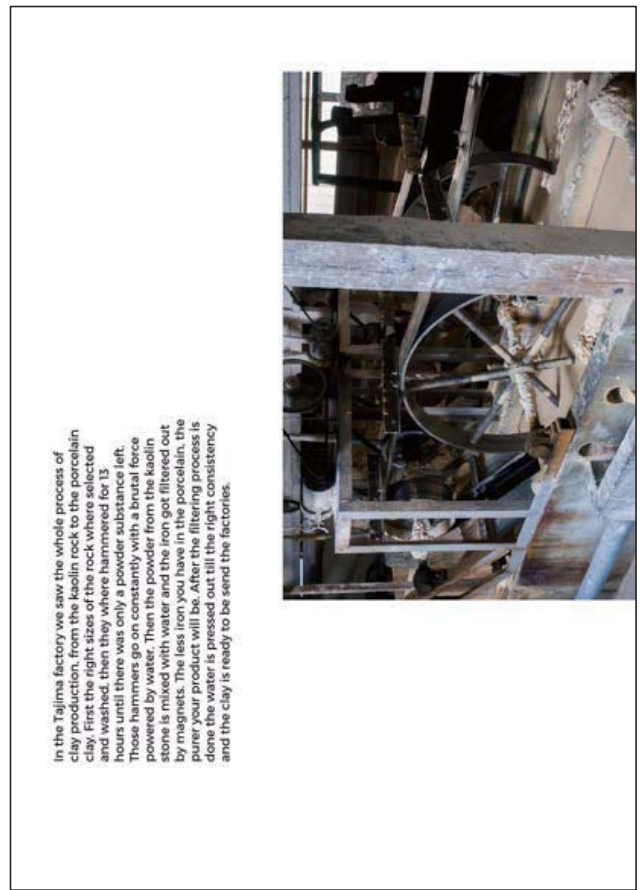 In the Tajima factory we saw the whole process of
clay production, from the kaolin rock to the porcelain
clay. First the right sizes of the rock where selected
and washed, then they where hammered for 13
hours until there was only a powder substance left.
Those hammers go on constantly with a brutal force
powered by water. Then the powder from the kaolin
stone is mixed with water and the iron got filtered out
by magnets. The less iron you have in the porcelain, the
purer your product will be. After the filtering process is
done the water is pressed out till the right consistency
and the clay is ready to be send the factories.